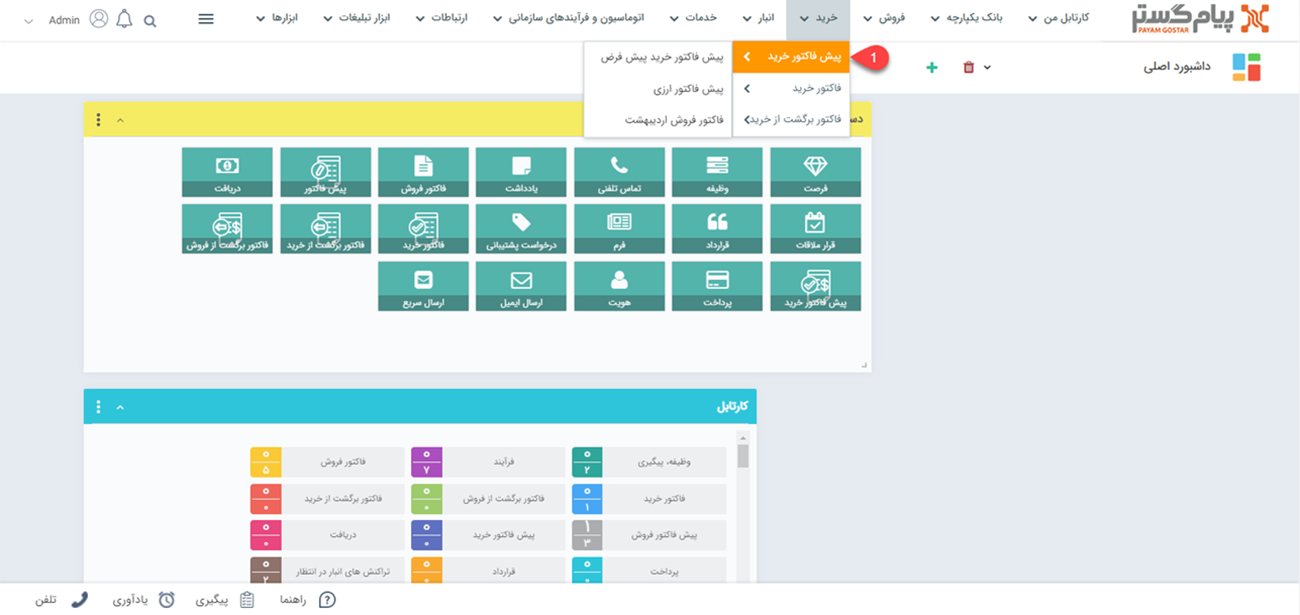 پیام گستر
PAYAM GOSTAR
کارتابل من
بانک یکپارچه
فروش
خرید
انبار
خدمات
اتوماسیون و فرآیندهای سازمانی
ارتباطات
ابزار تبلیغات
ابزارها
Admin
داشبورد اصلی
1
پیش فاکتور خرید
فاکتور خرید
فاکتور برگشت از خرید
پیش فاکتور خرید پیش فرض
پیش فاکتور ارزی
فاکتور فروش اردیبهشت
فرصت
وظیفه
تماس تلفنی
یادداشت
فاکتور فروش
پیش فاکتور
دریافت
قرار ملاقات
قرارداد
فرم
درخواست پشتیبانی
فاکتور خرید
فاکتور برگشت از خرید
فاکتور برگشت از فروش
پیش فاکتور خرید
پرداخت
هویت
ارسال ایمیل
ارسال سریع
کارتابل
وظیفه، پیگیری ۰ ۲
فرآیند ۰ ۷
فاکتور فروش ۰ ۵
فاکتور خرید ۰ ۱
فاکتور برگشت از فروش ۰ ۰
فاکتور برگشت از خرید ۰ ۰
پیش فاکتور فروش ۱ ۳
پیش فاکتور خرید ۰ ۰
دریافت ۰ ۰
پرداخت ۰ ۰
قرارداد ۰ ۰
تراکنش های انبار در انتظار ۰ ۲
راهنما
پیگیری
یادآوری
تلفن